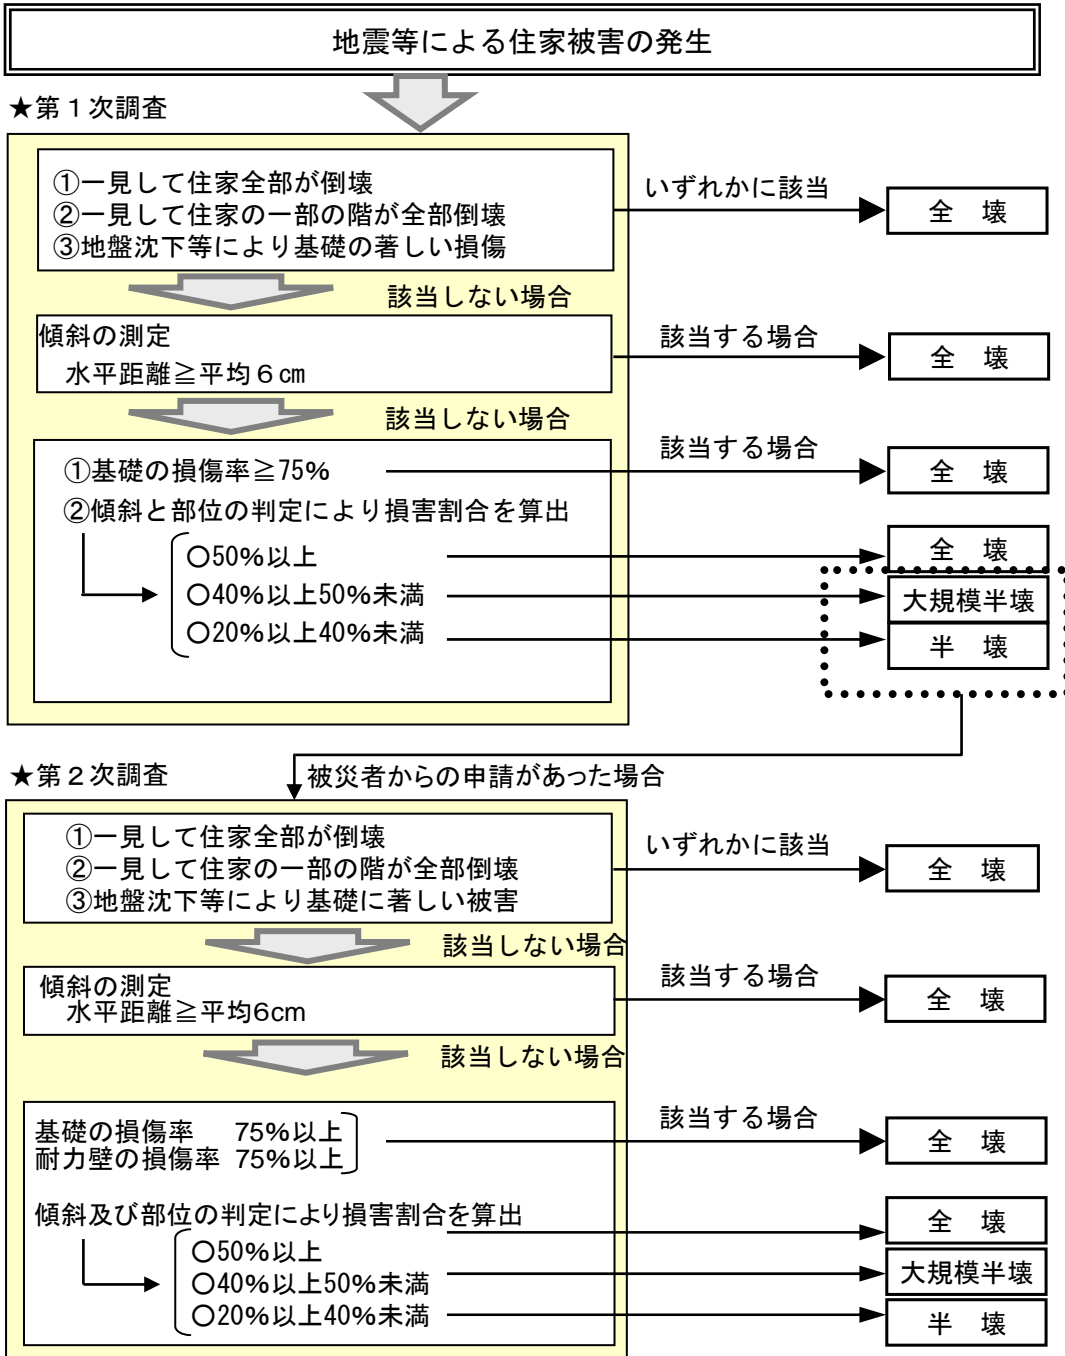 地震等による住家被害の発生
★第1次調査
①一見して住家全部が倒壊
②一見して住家の一部の階が全部倒壊
③地盤沈下等により基礎の著しい損傷
いずれかに該当
全 壊
該当しない場合
傾斜の測定
水平距離≧平均6㎝
該当する場合
全 壊
該当しない場合
①基礎の損傷率≧75%
該当する場合
全 壊
②傾斜と部位の判定により損害割合を算出
○50%以上
全 壊
○40%以上50%未満
大規模半壊
○20%以上40%未満
半 壊
★第2次調査
被災者からの申請があった場合
①一見して住家全部が倒壊
②一見して住家の一部の階が全部倒壊
③地盤沈下等により基礎に著しい被害
いずれかに該当
全 壊
該当しない場合
傾斜の測定
水平距離≧平均6cm
該当する場合
全 壊
該当しない場合
基礎の損傷率 75%以上
耐力壁の損傷率 75%以上
該当する場合
全 壊
傾斜及び部位の判定により損害割合を算出
○50%以上
全 壊
○40%以上50%未満
大規模半壊
○20%以上40%未満
半 壊